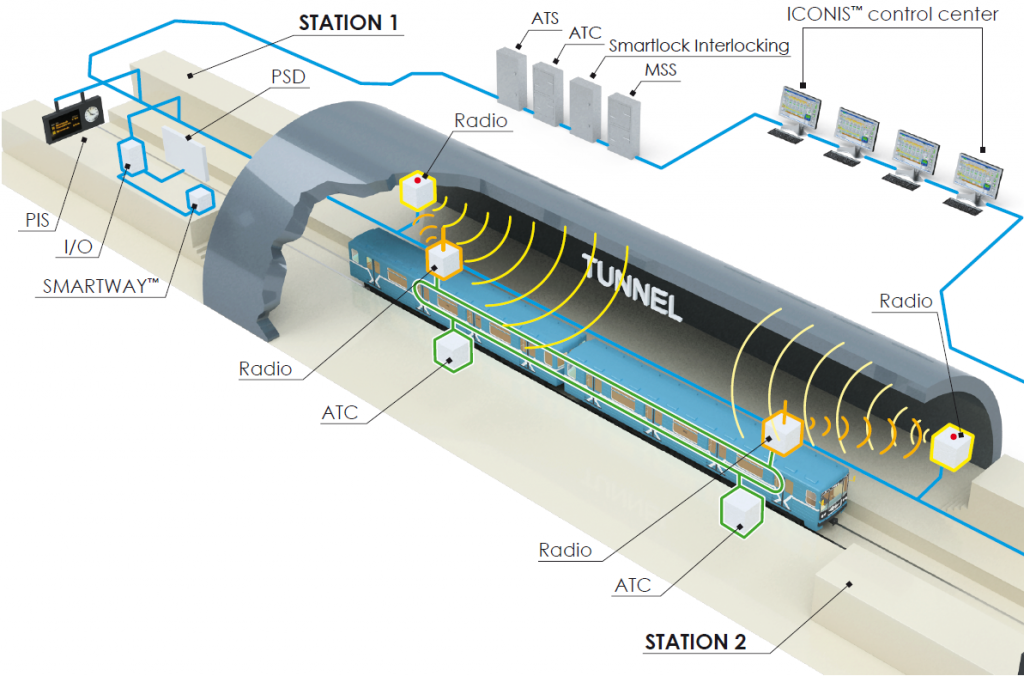 STATION 1
ATS
ATC
Smartlock Interlocking
MSS
ICONIS™ control center
PSD
Radio
PIS
I/O
SMARTWAY™
TUNNEL
Radio
Radio
ATC
Radio
ATC
STATION 2